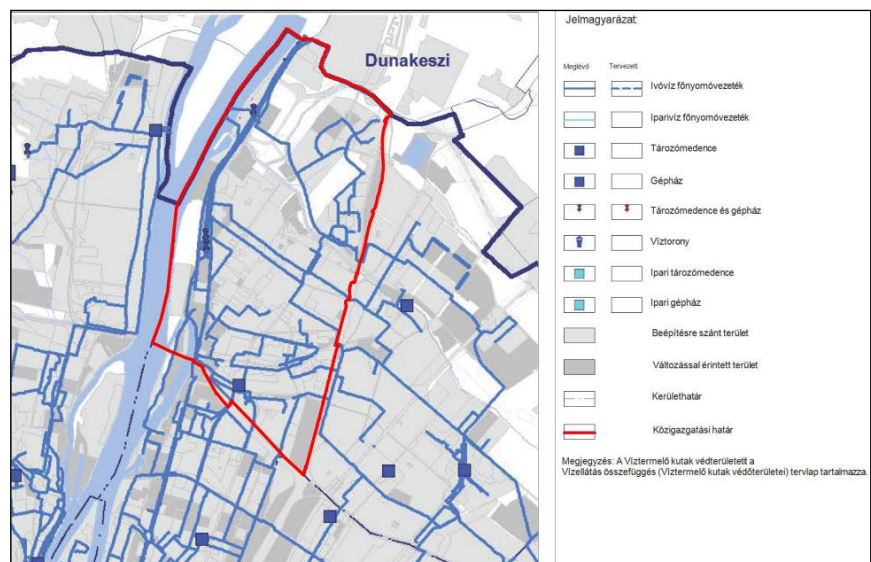 Dunakeszi
Jelmagyarázat:
Meglévő Tervezett
Ivóvíz főnyomóvezeték
Iparivíz főnyomóvezeték
Tározómedence
Gépház
Tározómedence és gépház
Víztorony
Ipari tározómedence
Ipari gépház
Beépítésre szánt terület
Változással érintett terület
Kerülethatár
Közigazgatási határ
Megjegyzés: A Víztermelő kutak védterületeit a
Vízellátás összefüggés (Víztermelő kutak védőterületei) tervlap tartalmazza.